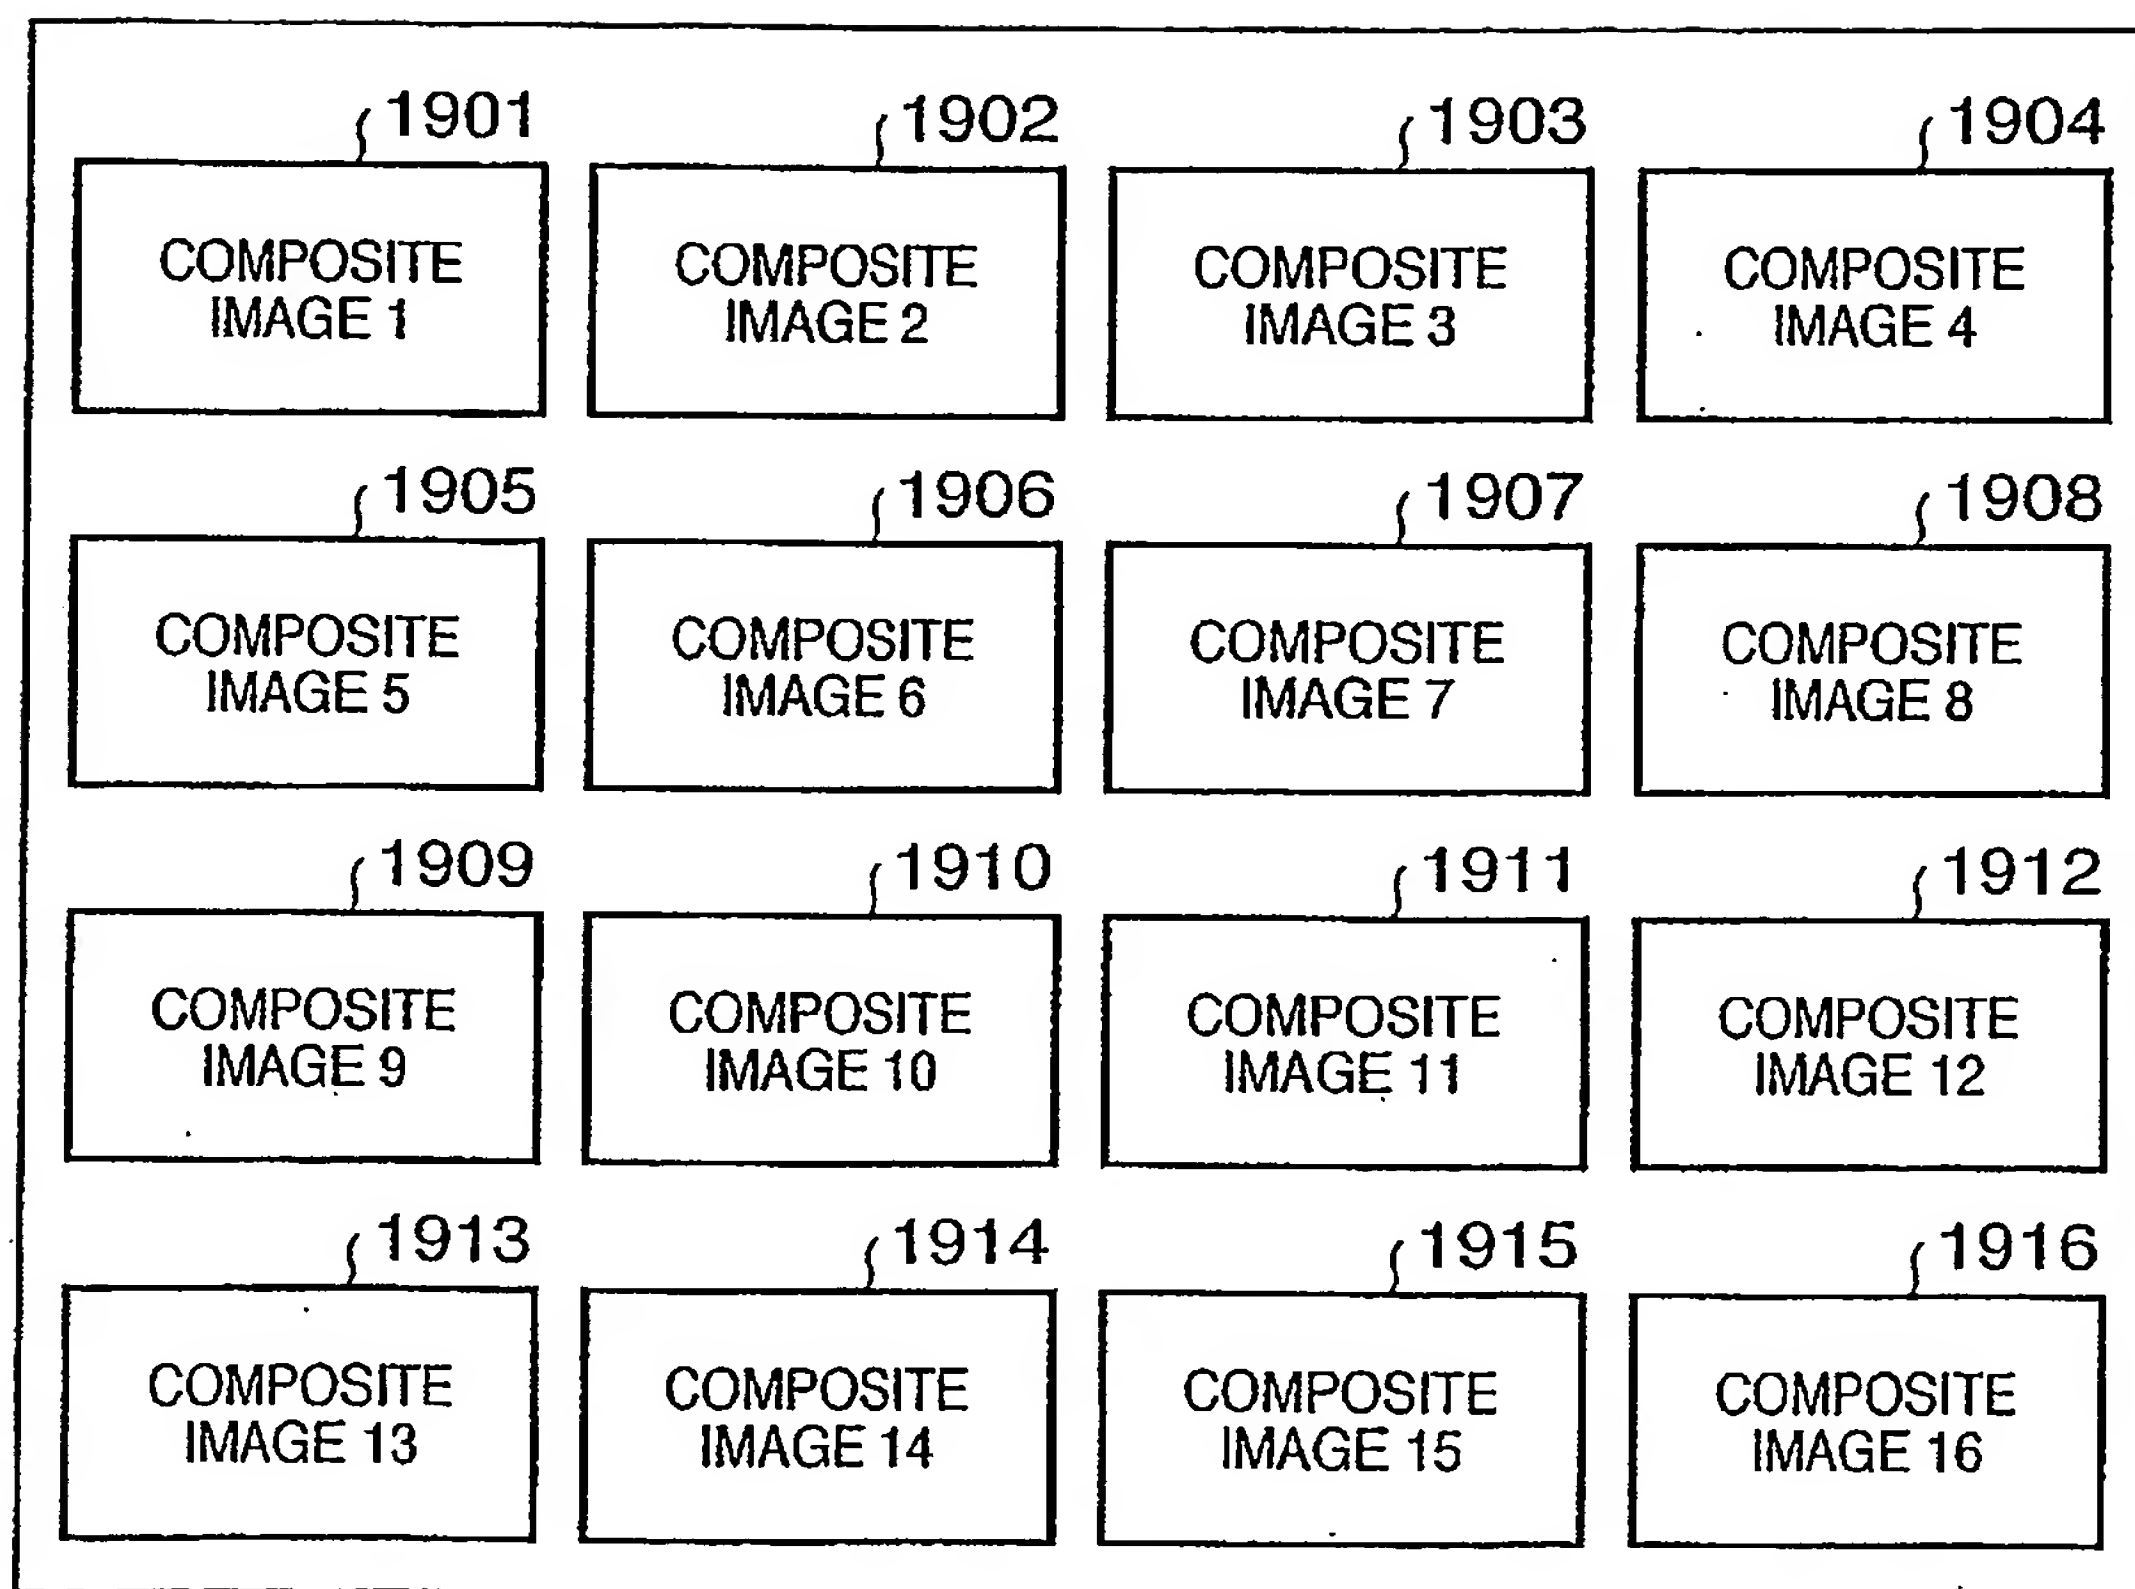 1901 1902 1903 1904
COMPOSITE COMPOSITE COMPOSITE COMPOSITE
IMAGE 1 IMAGE 2 IMAGE 3 IMAGE 4
1905 1906 1907 1908
COMPOSITE COMPOSITE COMPOSITE COMPOSITE
IMAGE 5 IMAGE 6 IMAGE 7 IMAGE 8
1909 1910 1911 1912
COMPOSITE COMPOSITE COMPOSITE COMPOSITE
IMAGE 9 IMAGE 10 IMAGE 11 IMAGE 12
1913 1914 1915 1916
COMPOSITE COMPOSITE COMPOSITE COMPOSITE
IMAGE 13 IMAGE 14 IMAGE 15 IMAGE 16